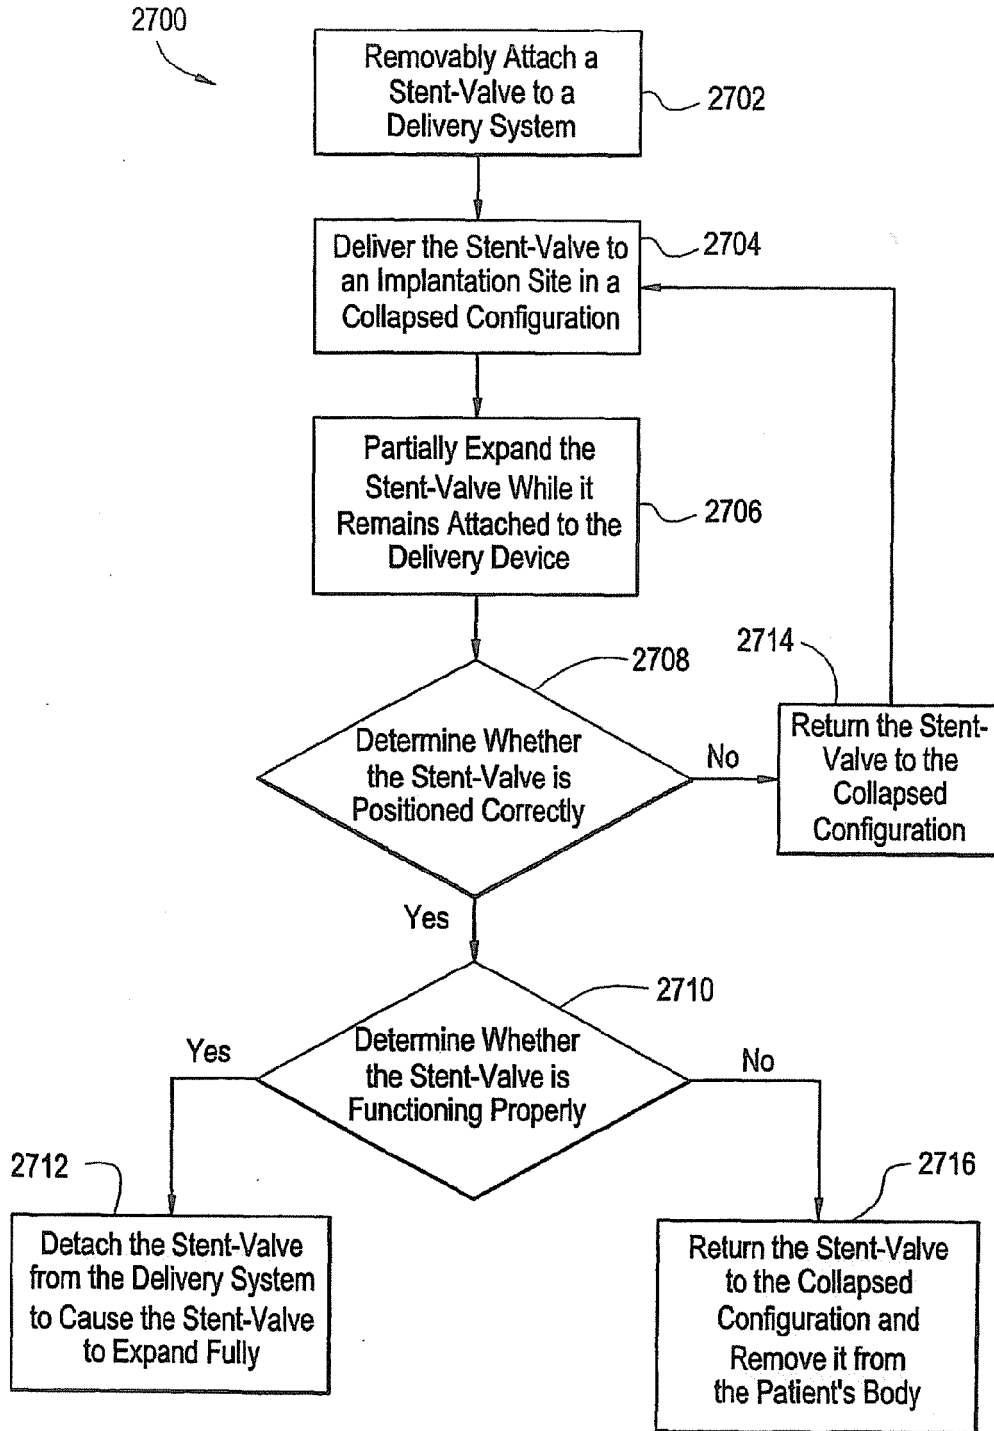 2700
Removably Attach a
Stent-Valve to a
Delivery System
2702
Deliver the Stent-Valve to
an Implantation Site in a
Collapsed Configuration
2704
Partially Expand the
Stent-Valve While it
Remains Attached to the
Delivery Device
2706
2708
Determine Whether
the Stent-Valve is
Positioned Correctly
No
2714
Return the Stent-
Valve to the
Collapsed
Configuration
Yes
2710
Determine Whether
the Stent-Valve is
Functioning Properly
Yes
No
2712
Detach the Stent-Valve
from the Delivery System
to Cause the Stent-Valve
to Expand Fully
2716
Return the Stent-Valve
to the Collapsed
Configuration and
Remove it from
the Patient's Body